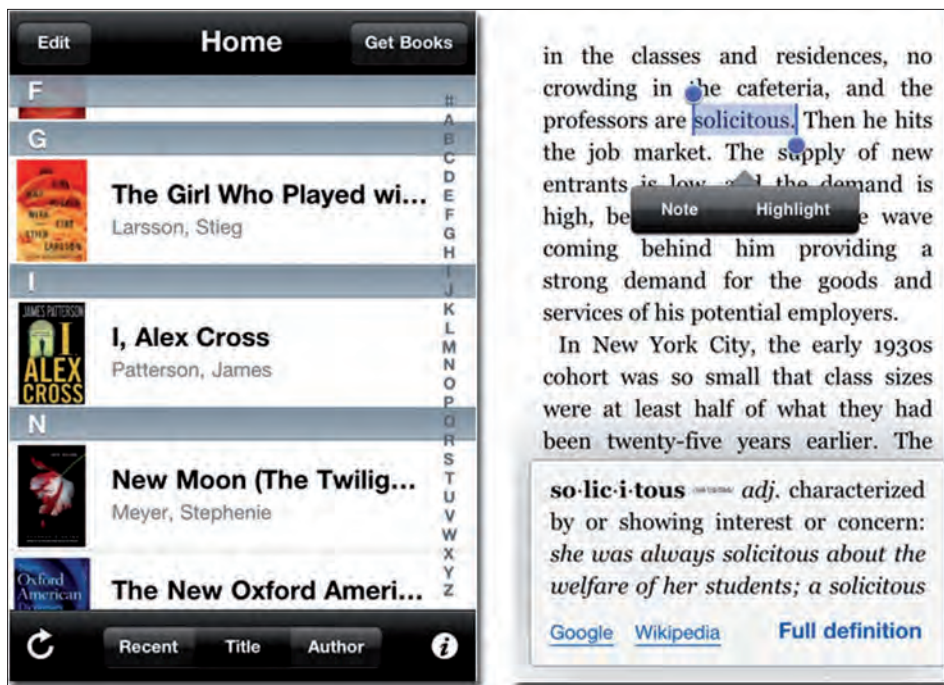 Edit
Home
Get Books
F
G
The Girl Who Played wi...
Larsson, Stieg
I
JAMES PATTERSON
I,
ALEX
CROSS
I, Alex Cross
Patterson, James
N
New Moon (The Twilig...
Meyer, Stephenie
Oxford
American
The New Oxford Ameri...
#
A
B
C
D
E
F
G
H
I
J
K
L
M
N
O
P
Q
R
S
T
U
V
W
X
Y
Z
Recent
Title
Author
i
in the classes and residences, no
crowding in the cafeteria, and the
professors are solicitous. Then he hits
the job market. The supply of new
entrants is low, and the demand is
high, be
Note
Highlight
e wave
coming behind him providing a
strong demand for the goods and
services of his potential employers.
In New York City, the early 1930s
cohort was so small that class sizes
were at least half of what they had
been twenty-five years earlier. The
so·lic·i·tous adj. characterized
by or showing interest or concern:
she was always solicitous about the
welfare of her students; a solicitous
Google Wikipedia Full definition